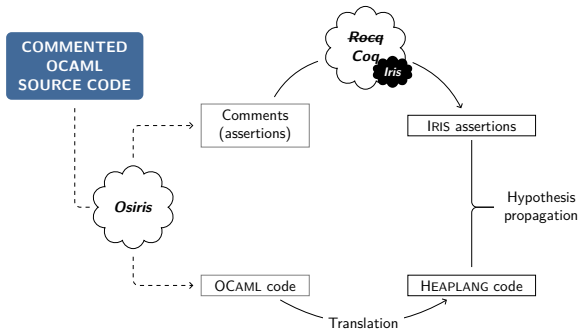 COMMENTED
OCAML
SOURCE CODE
Rocq
Coq
Iris
Comments
(assertions)
IRIS assertions
Osiris
Hypothesis
propagation
OCAML code
HEAPLANG code
Translation